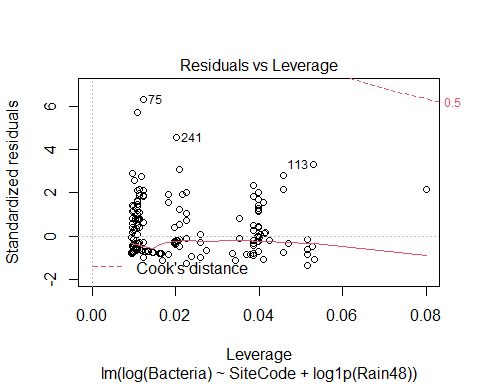 Residuals vs Leverage
Standardized residuals
6
4
2
0
-2
75
241
113
0.5
Cook's distance
0.00
0.02
0.04
0.06
0.08
Leverage
lm(log(Bacteria) ~ SiteCode + log1p(Rain48))